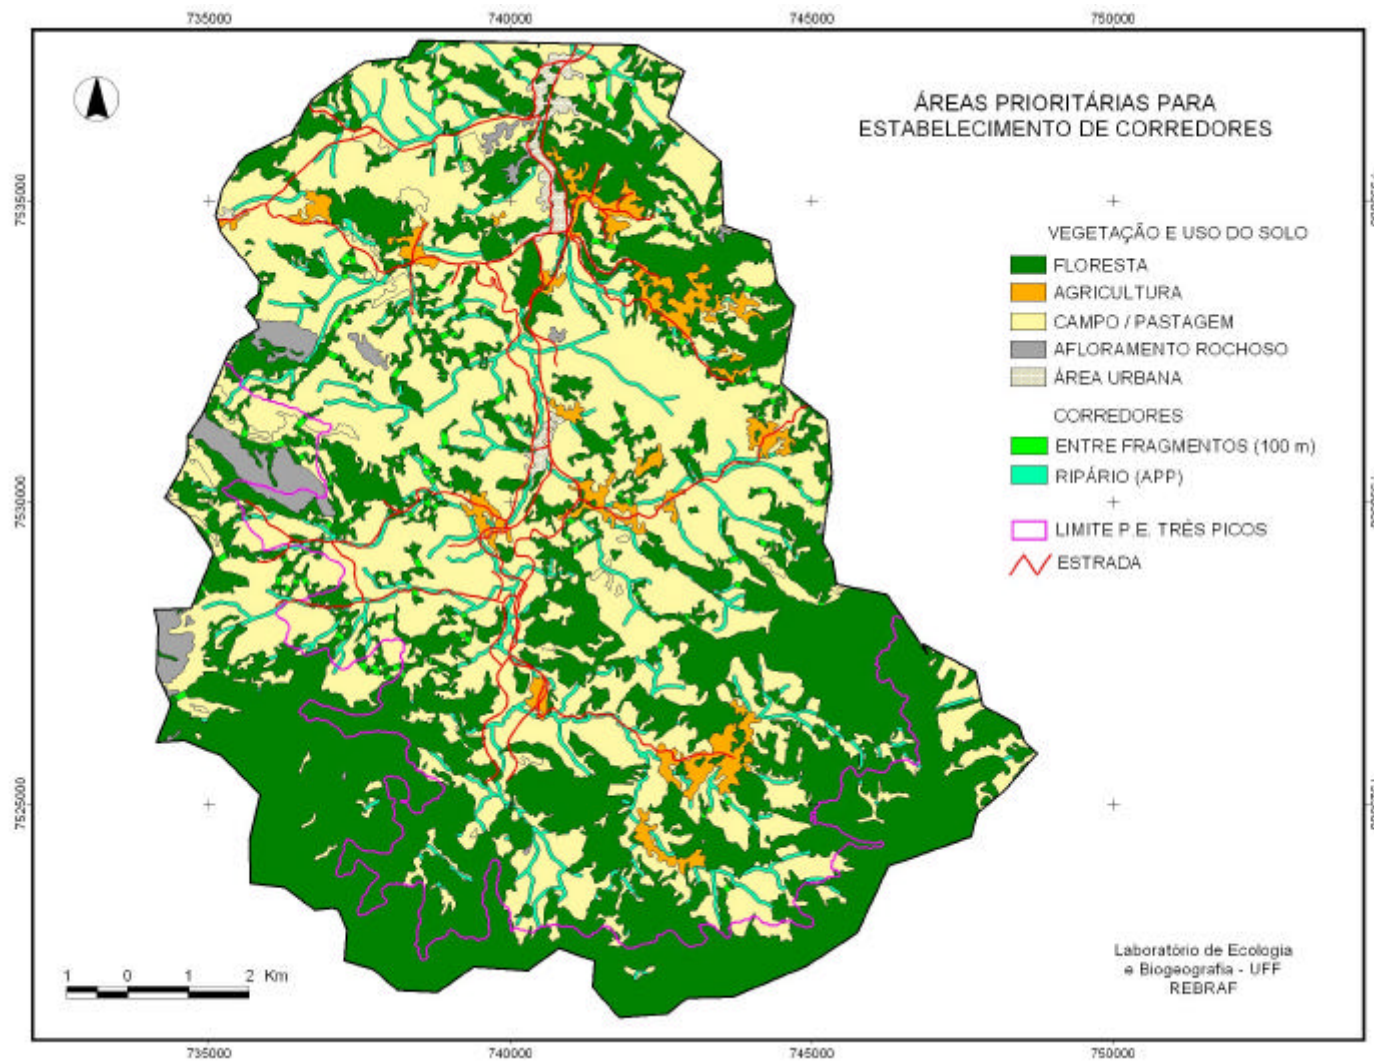 735000
740000
745000
750000
ÁREAS PRIORITÁRIAS PARA
ESTABELECIMENTO DE CORREDORES
7535000
VEGETAÇÃO E USO DO SOLO
FLORESTA
AGRICULTURA
CAMPO / PASTAGEM
AFLORAMENTO ROCHOSO
ÁREA URBANA
CORREDORES
ENTRE FRAGMENTOS (100 m)
RIPÁRIO (APP)
7530000
LIMITE P.E. TRÊS PICOS
ESTRADA
7525000
Laboratório de Ecologia
e Biogeografia - UFF
REBRAF
1 0 1 2 Km
735000
740000
745000
750000